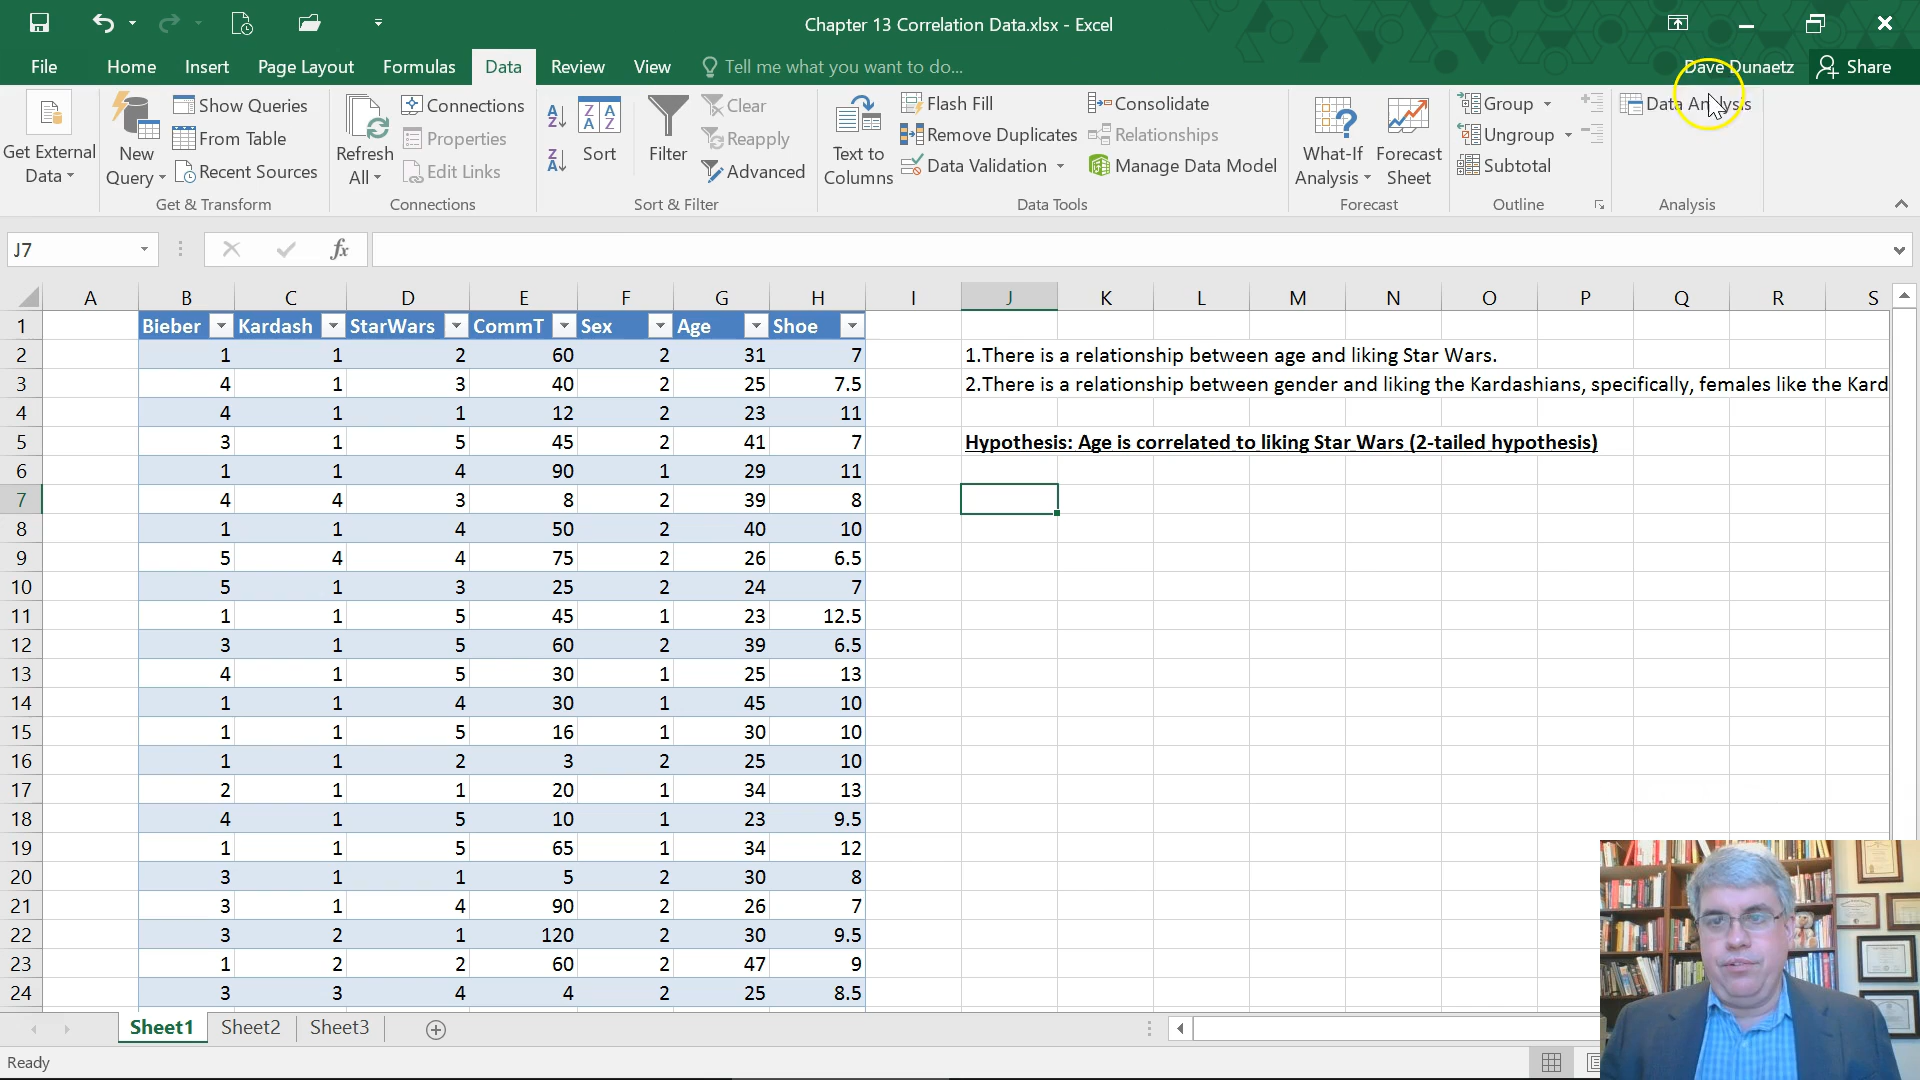 Chapter 13 Correlation Data.xlsx - Excel
File Home Insert Page Layout Formulas Data Review View Tell me what you want to do... Dave Dunaetz Share
Get External Data
New Query
Show Queries
From Table
Recent Sources
Get & Transform
Refresh All
Connections
Properties
Edit Links
Connections
Sort
Filter
Clear
Reapply
Advanced
Sort & Filter
Text to Columns
Flash Fill
Remove Duplicates
Data Validation
Consolidate
Relationships
Manage Data Model
Data Tools
What-If Analysis
Forecast Sheet
Forecast
Group
Ungroup
Subtotal
Outline
Data Analysis
Analysis
J7 fx
A B C D E F G H I J K L M N O P Q R S
1 Bieber Kardash StarWars CommT Sex Age Shoe
2 1 1 2 60 2 31 7 1.There is a relationship between age and liking Star Wars.
3 4 1 3 40 2 25 7.5 2.There is a relationship between gender and liking the Kardashians, specifically, females like the Kard
4 4 1 1 12 2 23 11
5 3 1 5 45 2 41 7 Hypothesis: Age is correlated to liking Star Wars (2-tailed hypothesis)
6 1 1 4 90 1 29 11
7 4 4 3 8 2 39 8
8 1 1 4 50 2 40 10
9 5 4 4 75 2 26 6.5
10 5 1 3 25 2 24 7
11 1 1 5 45 1 23 12.5
12 3 1 5 60 2 39 6.5
13 4 1 5 30 1 25 13
14 1 1 4 30 1 45 10
15 1 1 5 16 1 30 10
16 1 1 2 3 2 25 10
17 2 1 1 20 1 34 13
18 4 1 5 10 1 23 9.5
19 1 1 5 65 1 34 12
20 3 1 1 5 2 30 8
21 3 1 4 90 2 26 7
22 3 2 1 120 2 30 9.5
23 1 2 2 60 2 47 9
24 3 3 4 4 2 25 8.5
Sheet1 Sheet2 Sheet3
Ready